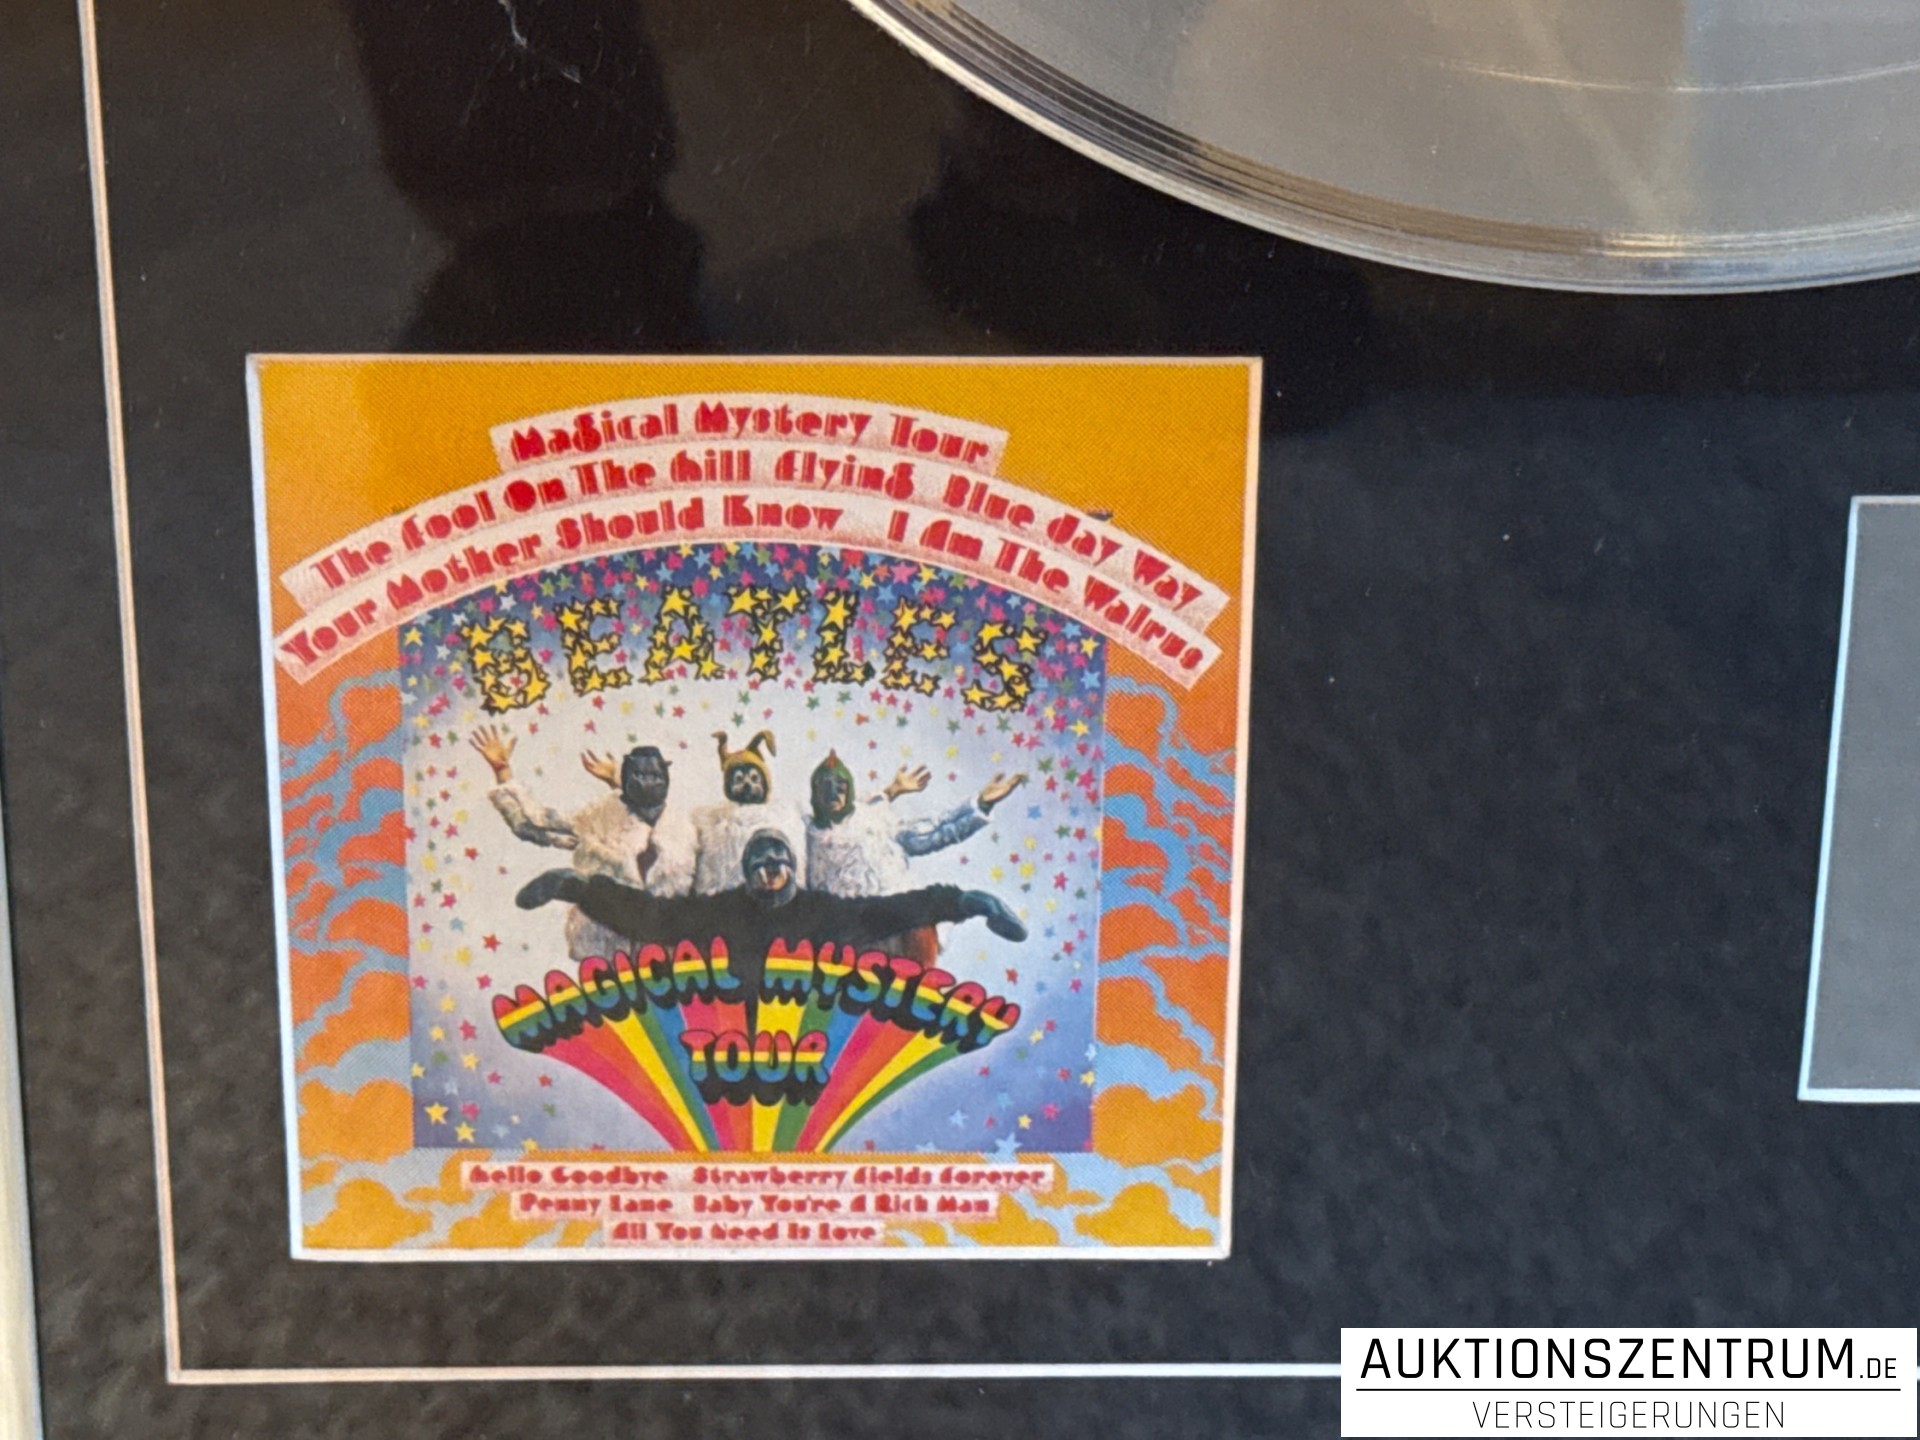 Magical Mystery Tour
The Fool On The Hill Flying Blue Jay Way
Your Mother Should Know I Am The Walrus
BEATLES
MAGICAL MYSTERY
TOUR
Hello Goodbye Strawberry Fields Forever
Penny Lane Baby You're A Rich Man
All You Need Is Love
AUKTIONSZENTRUM.DE
VERSTEIGERUNGEN